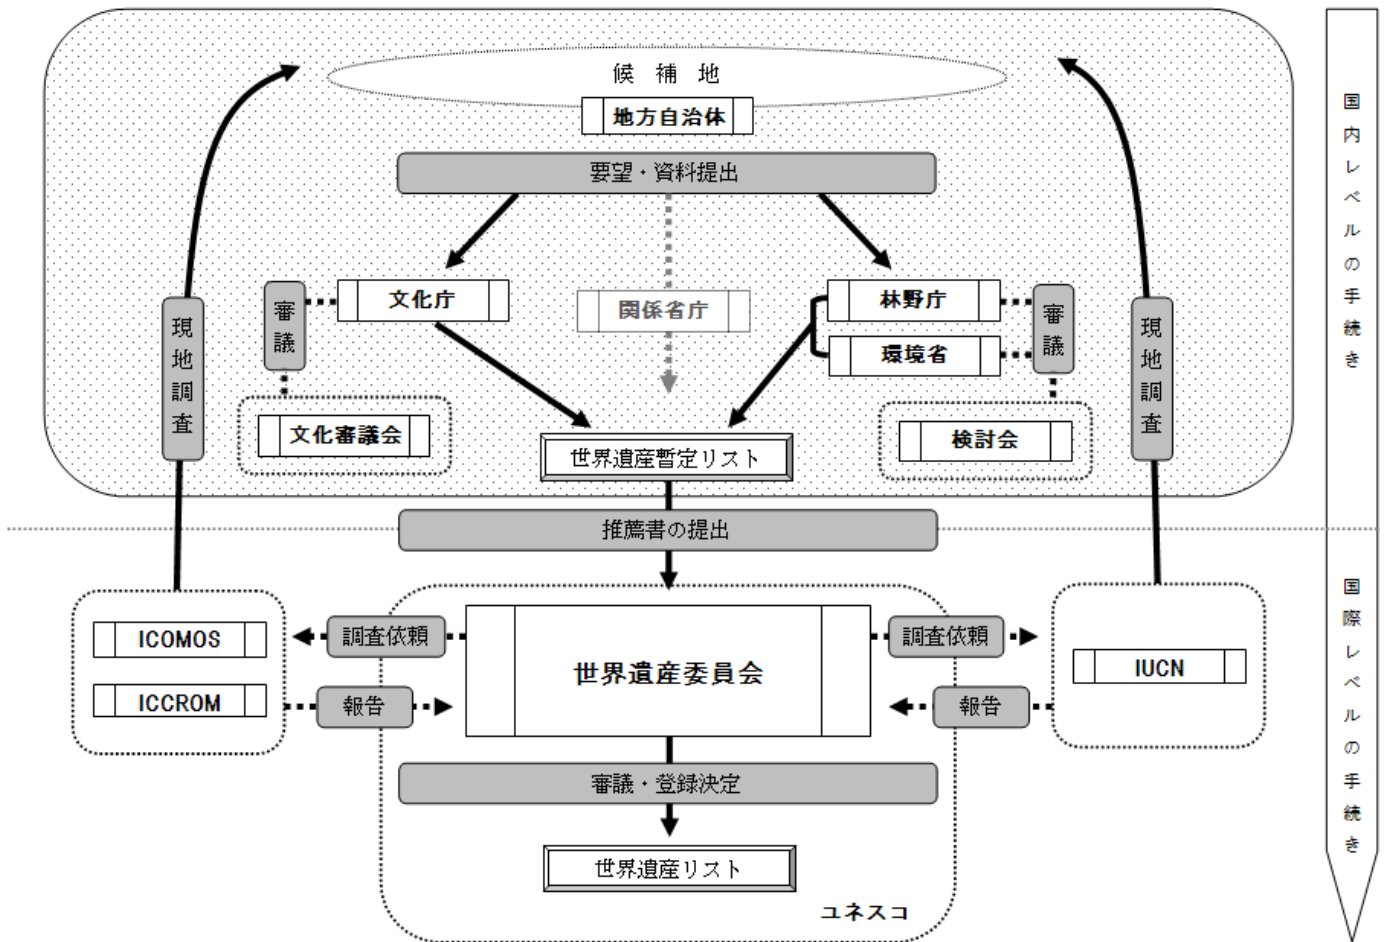 候補地
地方自治体
要望・資料提出
文化庁
関係省庁
林野庁
環境省
審議
審議
現地調査
現地調査
文化審議会
検討会
世界遺産暫定リスト
国内レベルの手続き
推薦書の提出
ICOMOS
ICCROM
調査依頼
報告
世界遺産委員会
調査依頼
報告
IUCN
審議・登録決定
世界遺産リスト
ユネスコ
国際レベルの手続き